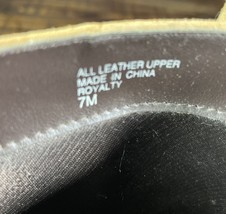 ALL LEATHER UPPER
MADE IN CHINA
ROYALTY
7M